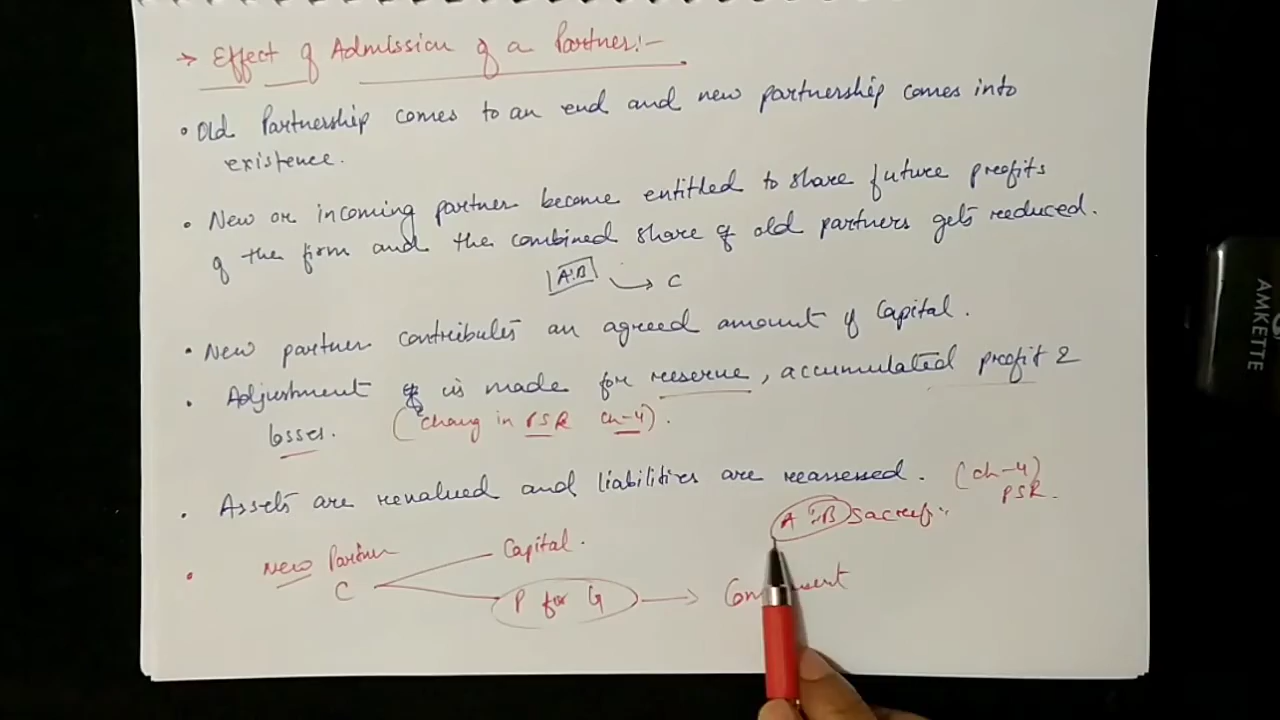 → Effect of Admission of a Partner:-
• Old Partnership comes to an end and new partnership comes into
existence.
• New or incoming partner become entitled to share future profits
of the firm and the combined share of old partners gets reduced.
A:B → C
• New partner contributes an agreed amount of Capital.
• Adjustment is made for reserve, accumulated profit &
losses. (chang in PSR ch-4).
• Assets are revalued and liabilities are reassessed. (ch-4)
PSR.
A:B
• New Partner Capital.
C P for G →
AMKETTE